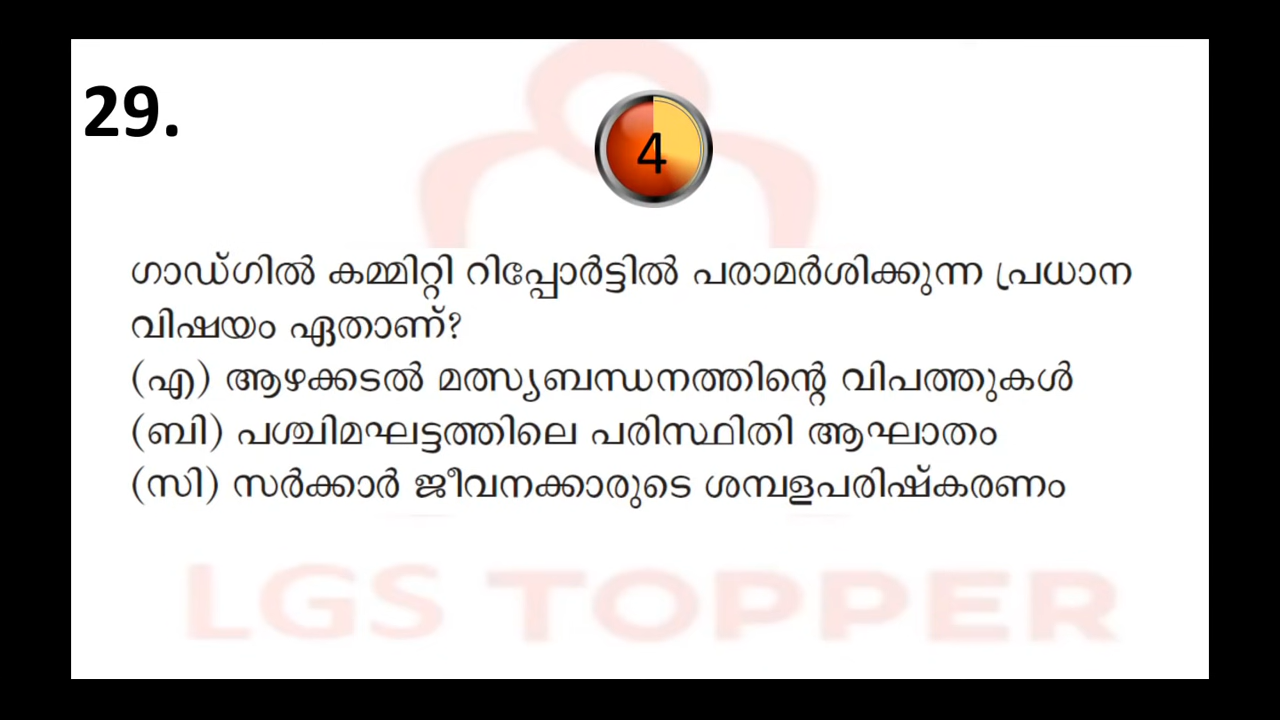 29.
4
ഗാഡ്ഗിൽ കമ്മിറ്റി റിപ്പോർട്ടിൽ പരാമർശിക്കുന്ന പ്രധാന
വിഷയം ഏതാണ്?
(എ) ആഴക്കടൽ മത്സ്യബന്ധനത്തിന്റെ വിപത്തുകൾ
(ബി) പശ്ചിമഘട്ടത്തിലെ പരിസ്ഥിതി ആഘാതം
(സി) സർക്കാർ ജീവനക്കാരുടെ ശമ്പളപരിഷ്കരണം
LGS TOPPER